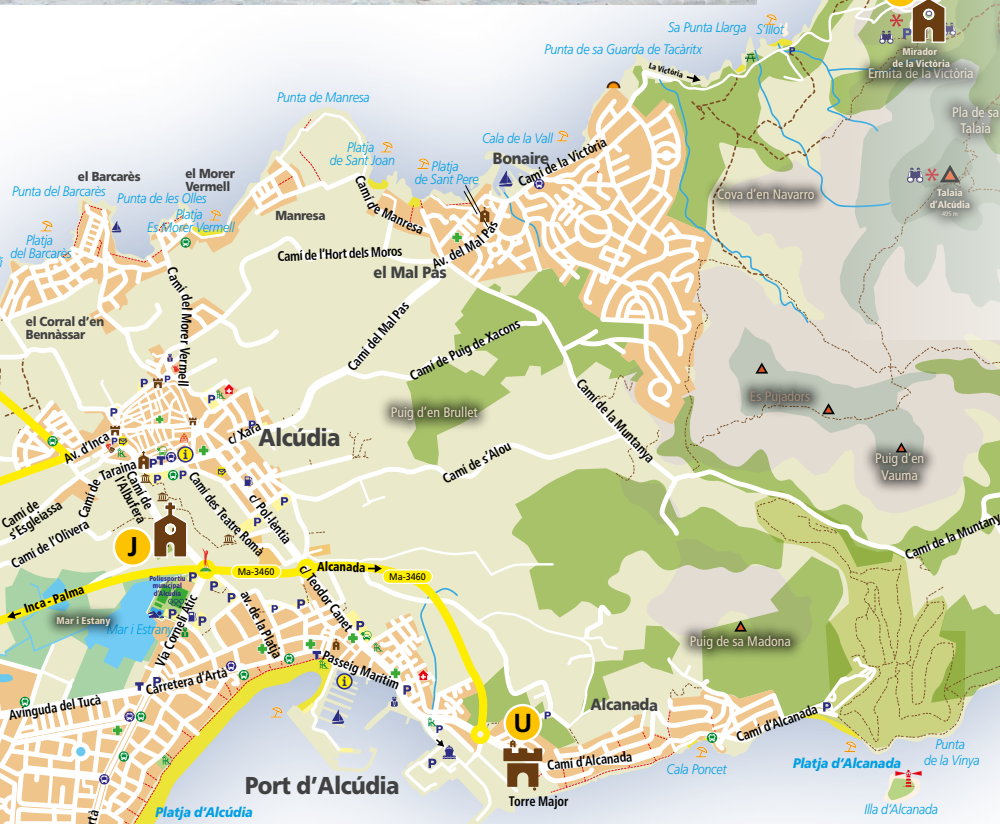 Sa Punta Llarga
S'Illot
Punta de sa Guarda de Tacàritx
P
P
La Victòria
Mirador
de la Victòria
Ermita de la Victòria
Punta de Manresa
Pla de sa
Talaia
Cala de la Vall
Platja
de Sant Joan
Bonaire
Camí de la Victòria
Platja
de Sant Pere
el Barcarès
el Morer
Vermell
Punta del Barcarès
Punta de les Olles
Camí de Manresa
Cova d'en Navarro
Talaia
d'Alcúdia
495 m
Platja
Es Morer Vermell
Manresa
Platja
del Barcarès
Camí de l'Hort dels Moros
Av. del Mal Pas
el Mal Pas
Camí del Morer Vermell
el Corral d'en
Bennàssar
Camí del Mal Pas
Camí de Puig de Xacons
P
P
Es Pujadors
Camí de la Muntanya
P
Puig d'en Brullet
P
c/ Xara
Alcúdia
Av. d'Inca
P
Camí de s'Alou
Puig d'en
Vauma
P
T
i
Camí de Taraina
P
P
Camí de
l'Albufera
Camí des Teatre Romà
c/ Pol·lèntia
P
P
Camí de
s'Esgleiassa
Camí de l'Olivera
J
Camí de la Muntanya
Ma-3460
Alcanada
Ma-3460
Inca - Palma
Poliesportiu
municipal
d'Alcúdia
P
P
c/ Teodor Canet
Mar i Estany
Mar i Estrany
P
P
P
av. de la Platja
P
P
P
Via Corneli Àtic
Puig de sa Madona
T
Passeig Marítim
Carretera d'Artà
T
P
i
P
Avinguda del Tucà
Alcanada
U
P
P
P
Camí d'Alcanada
P
Camí d'Alcanada
Cala Poncet
Platja d'Alcanada
Punta
de la Vinya
Port d'Alcúdia
Torre Major
Platja d'Alcúdia
Illa d'Alcanada